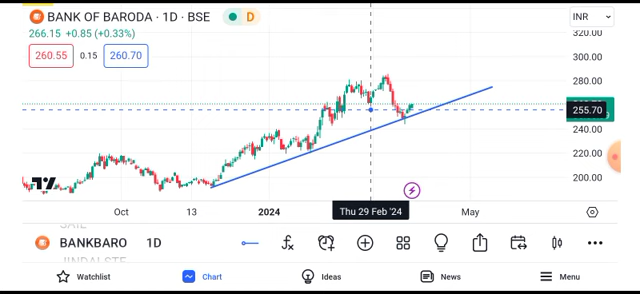 BANK OF BARODA · 1D · BSE D
INR
266.15 +0.85 (+0.33%)
260.55 0.15 260.70
320.00
300.00
280.00
255.70
240.00
220.00
200.00
Oct 13 2024 Thu 29 Feb '24 May
BANKBARO 1D
JINDALSTE
Watchlist Chart Ideas News Menu